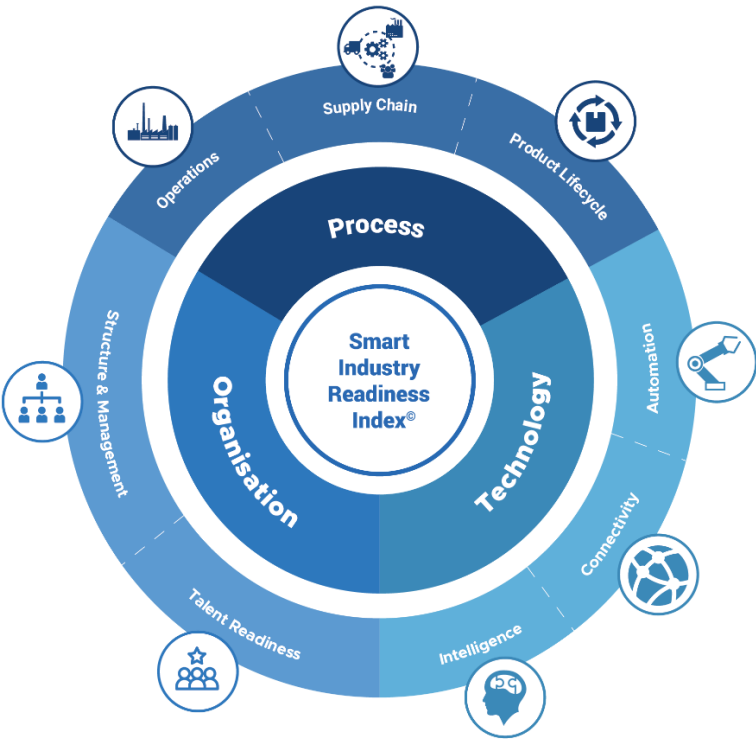 Supply Chain
Product Lifecycle
Operations
Process
Automation
Structure & Management
Smart
Industry
Readiness
Index©
Organisation
Technology
Connectivity
Talent Readiness
Intelligence